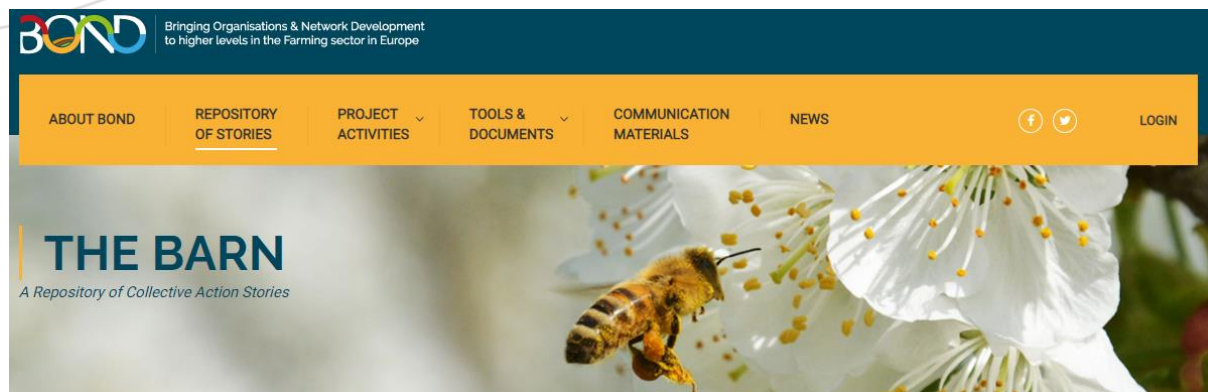 BOND
Bringing Organisations & Network Development
to higher levels in the Farming sector in Europe
ABOUT BOND
REPOSITORY
OF STORIES
PROJECT
ACTIVITIES
TOOLS &
DOCUMENTS
COMMUNICATION
MATERIALS
NEWS
LOGIN
THE BARN
A Repository of Collective Action Stories